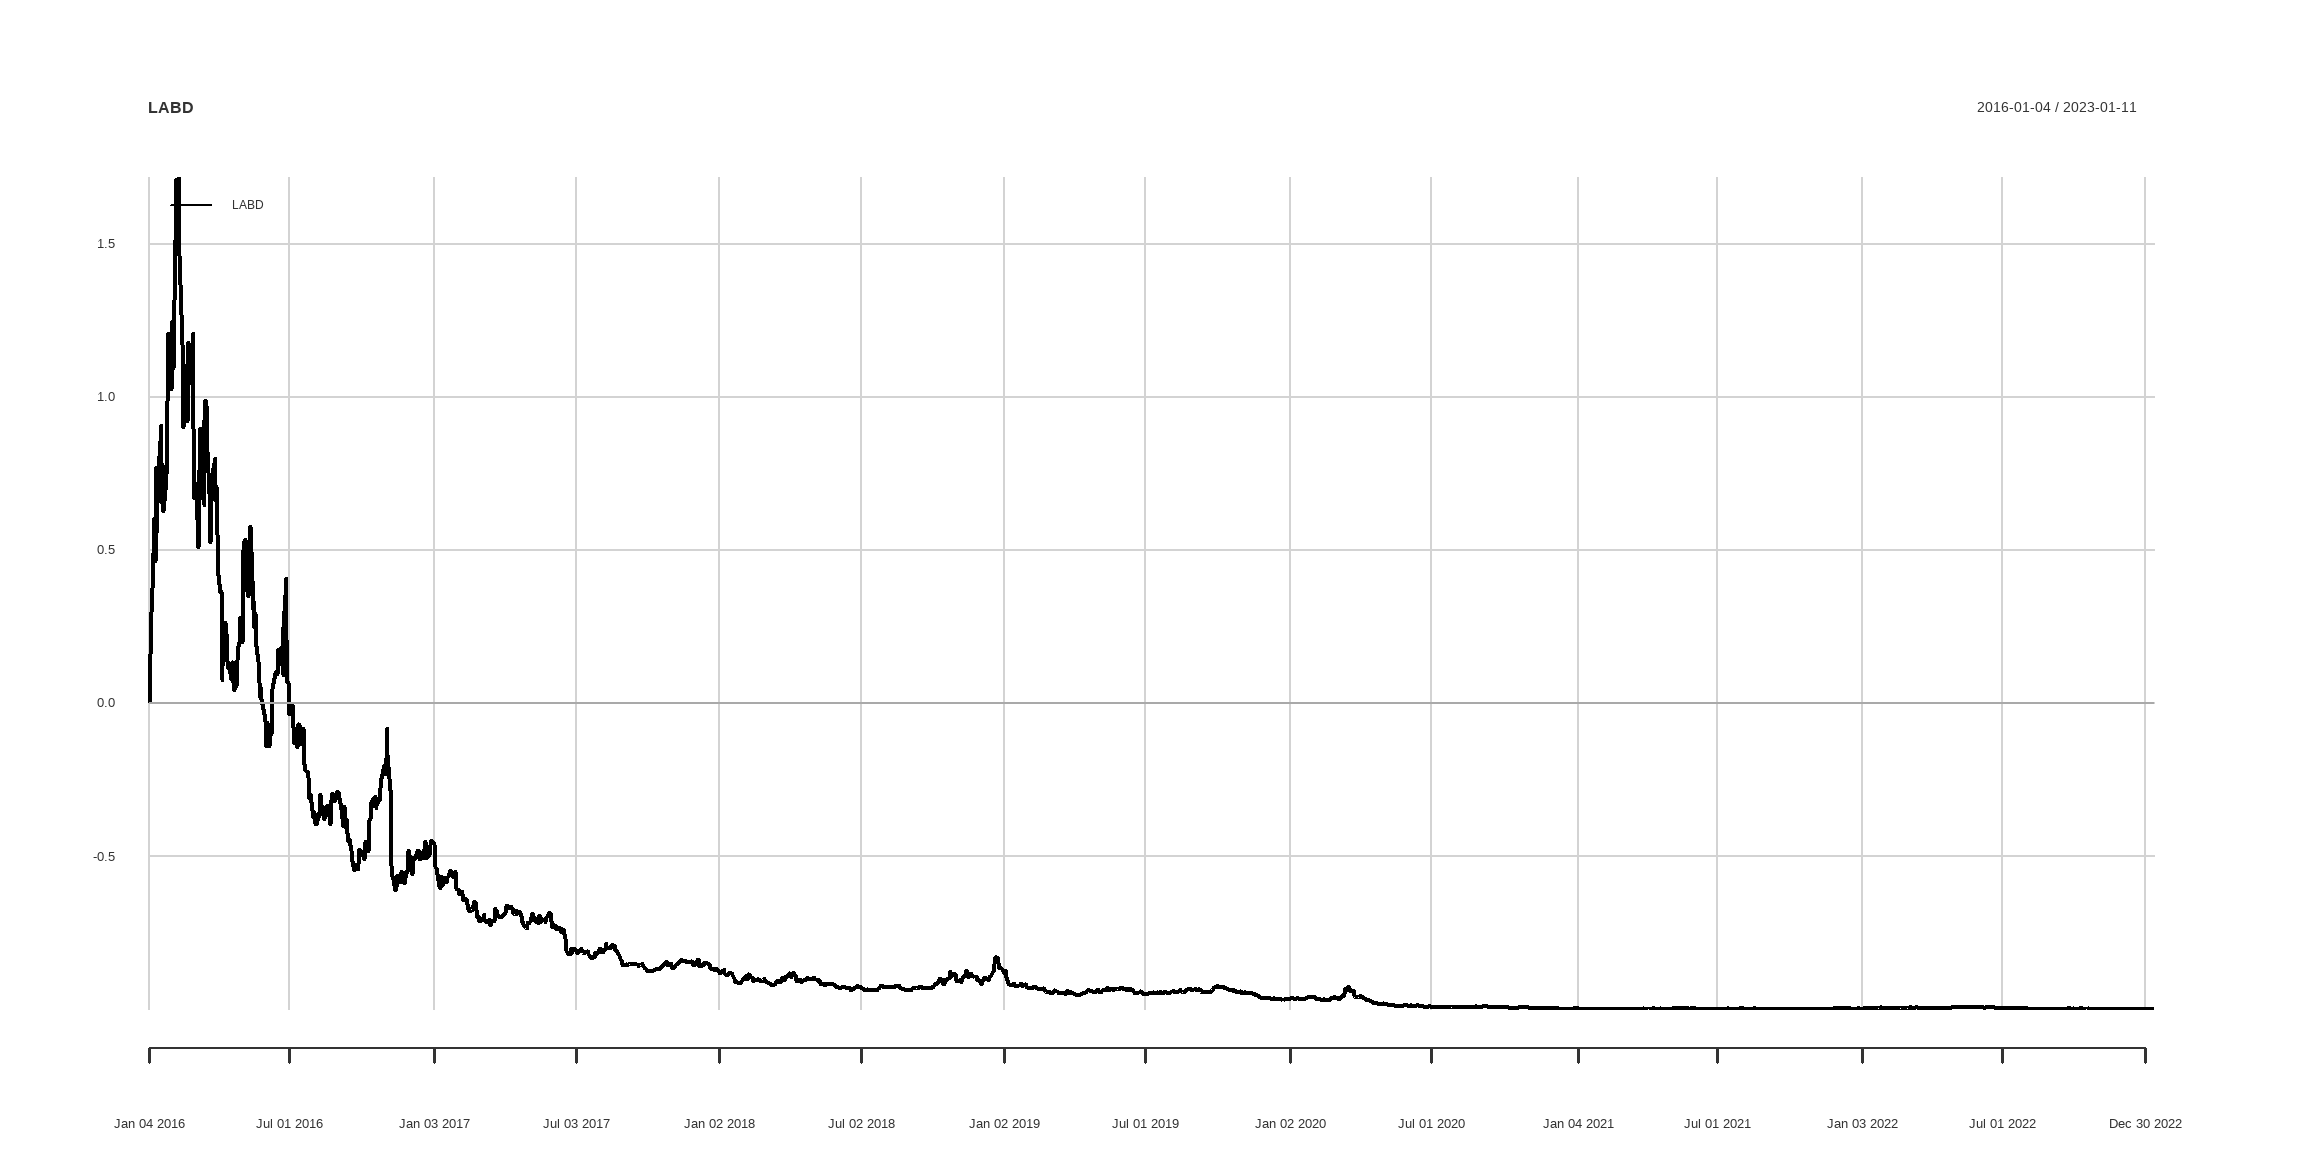 LABD
2016-01-04 / 2023-01-11
LABD
1.5
1.0
0.5
0.0
-0.5
Jan 04 2016
Jul 01 2016
Jan 03 2017
Jul 03 2017
Jan 02 2018
Jul 02 2018
Jan 02 2019
Jul 01 2019
Jan 02 2020
Jul 01 2020
Jan 04 2021
Jul 01 2021
Jan 03 2022
Jul 01 2022
Dec 30 2022